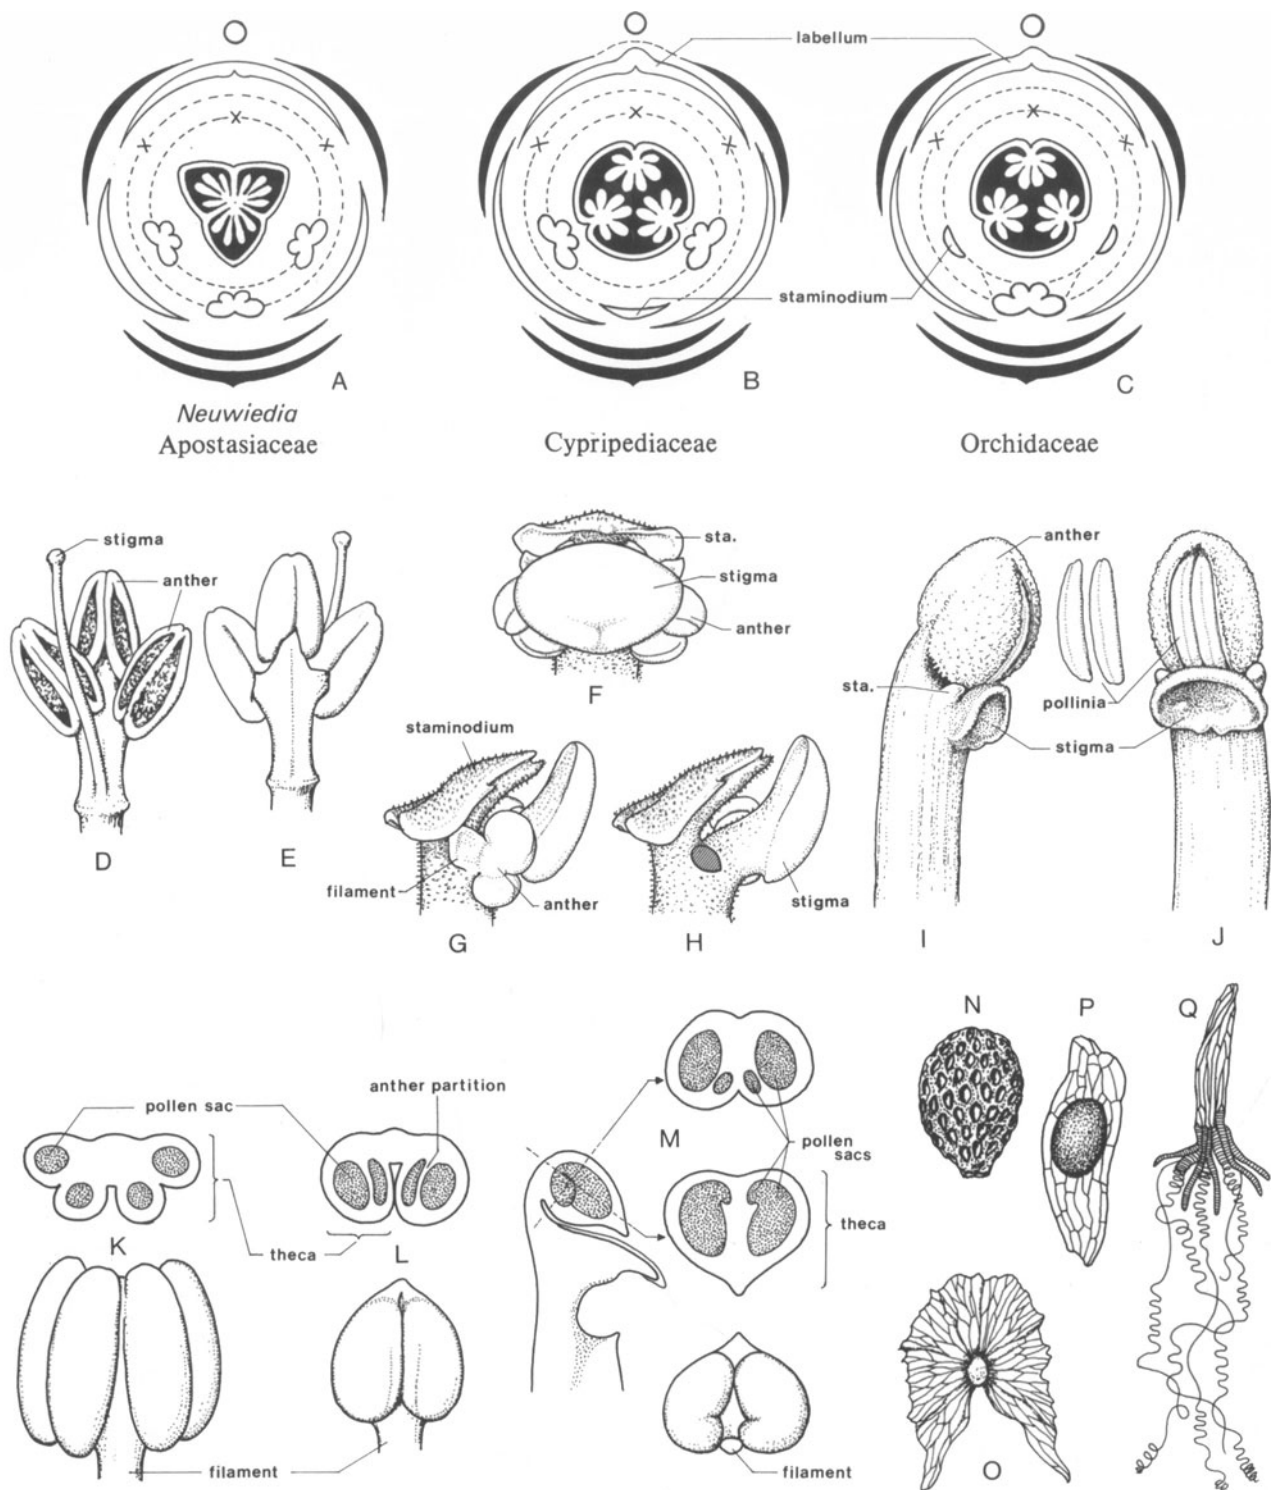 labellum
staminodium
A
B
C
Neuwiedia
Apostasiaceae
Cypripediaceae
Orchidaceae
stigma
anther
D
E
sta.
stigma
anther
F
staminodium
filament
anther
G
stigma
H
anther
sta.
pollinia
stigma
I
J
pollen sac
anther partition
theca
K
L
filament
M
pollen
sacs
theca
filament
N
P
Q
O